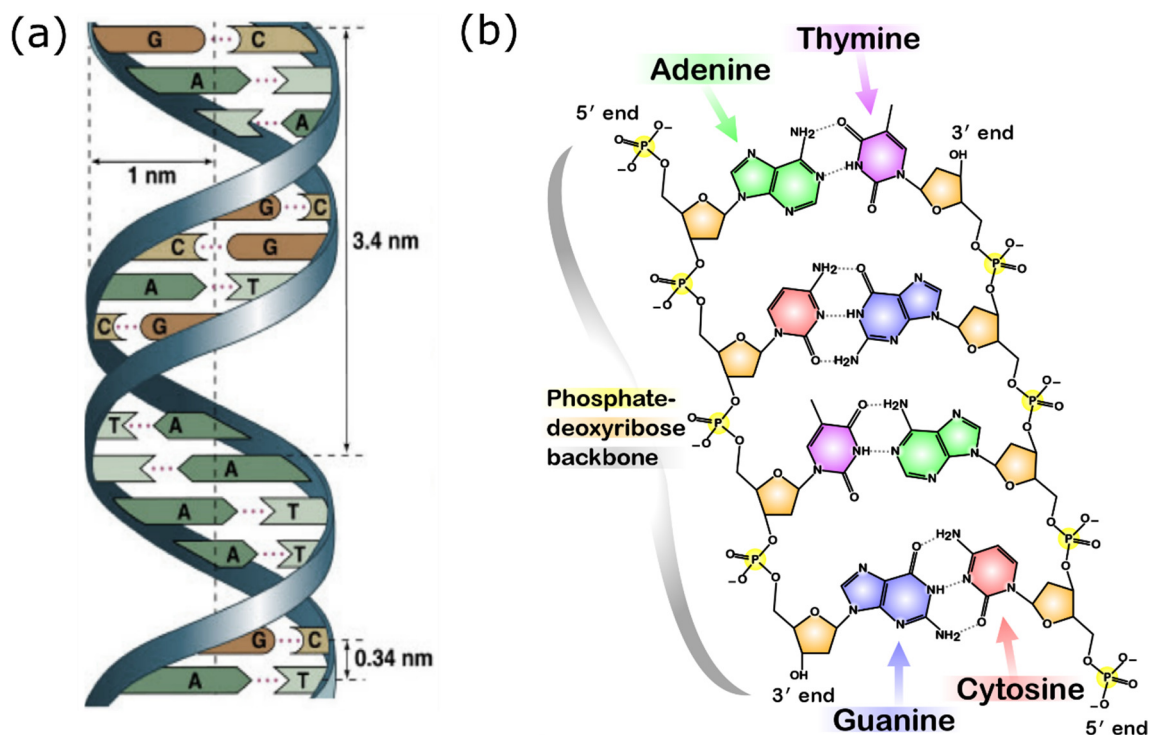 (a)
G C
A
A
1 nm
G C
3.4 nm
C G
A T
C G
T A
A
A T
A T
G C
0.34 nm
A T
(b)
Thymine
Adenine
5′ end
3′ end
O−
O P
−O O
NH2 O
N
N HN
N N
N
O
OH
O
O
O
O
O P O
−O
O
O−
O P O
O
NH2 O
N HN
N O
H2N
N
N
N
O
O
O
Phosphate-
deoxyribose
backbone
O
O P O
−O
O
O−
O P O
O
O H2N
NH N
N O
N
N
N
O
O
O
O
O P O
−O
O
O−
O P O
O
O H2N
N NH N
N N NH2
O N
O
O
OH
3′ end
O
O−
P O
−O
5′ end
Guanine
Cytosine